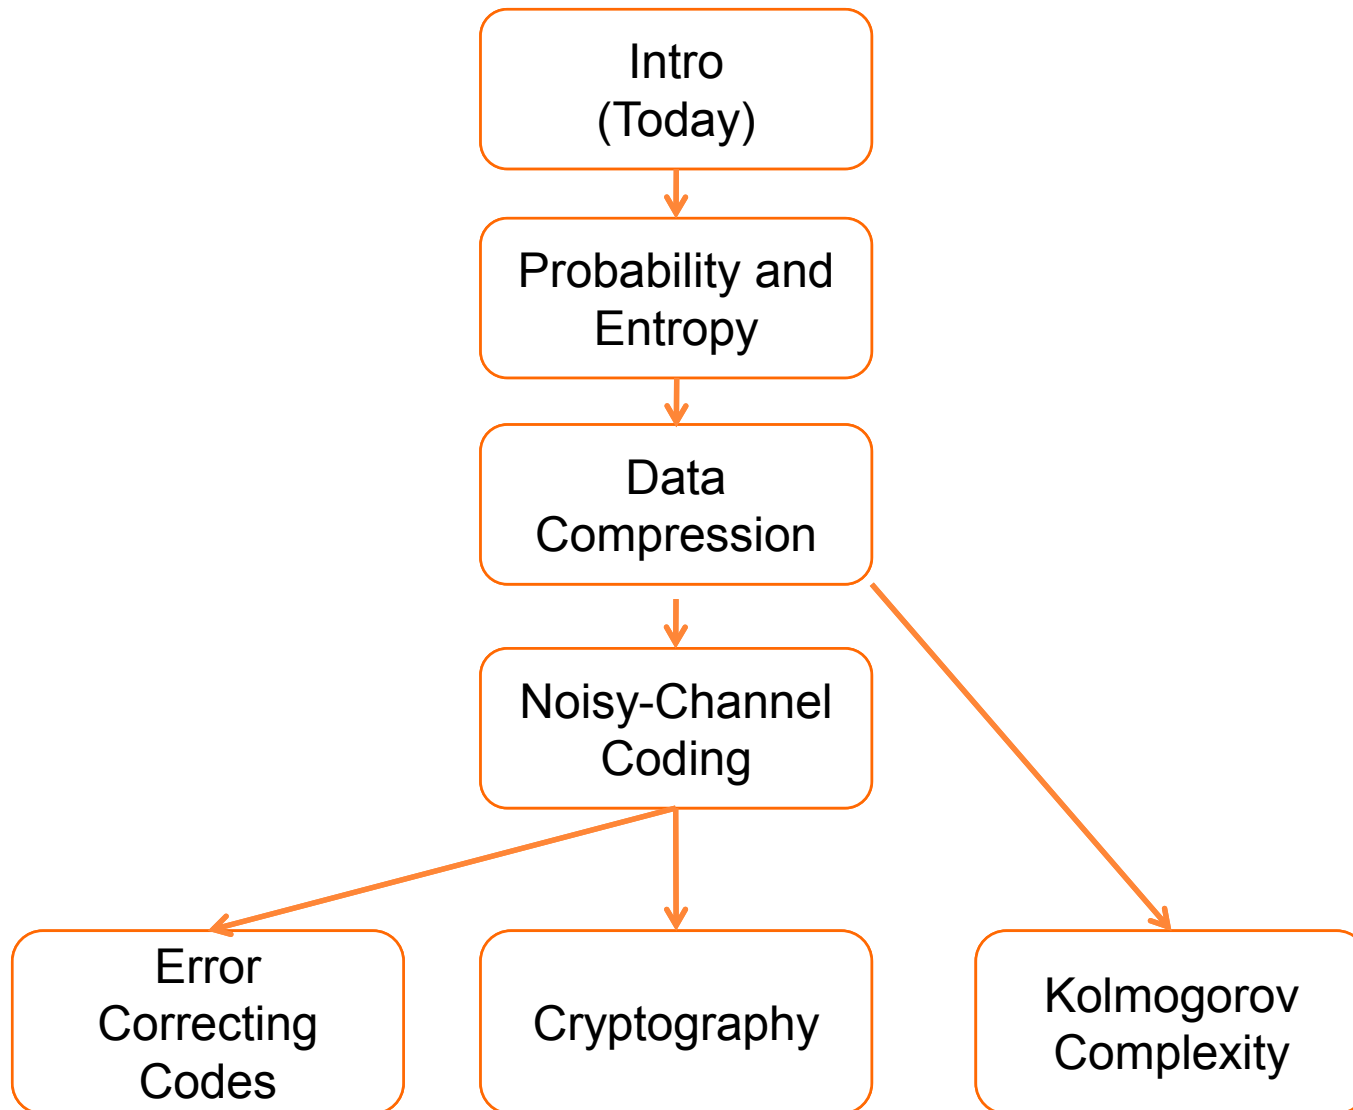 Intro
(Today)
Probability and
Entropy
Data
Compression
Noisy-Channel
Coding
Error
Correcting
Codes
Cryptography
Kolmogorov
Complexity